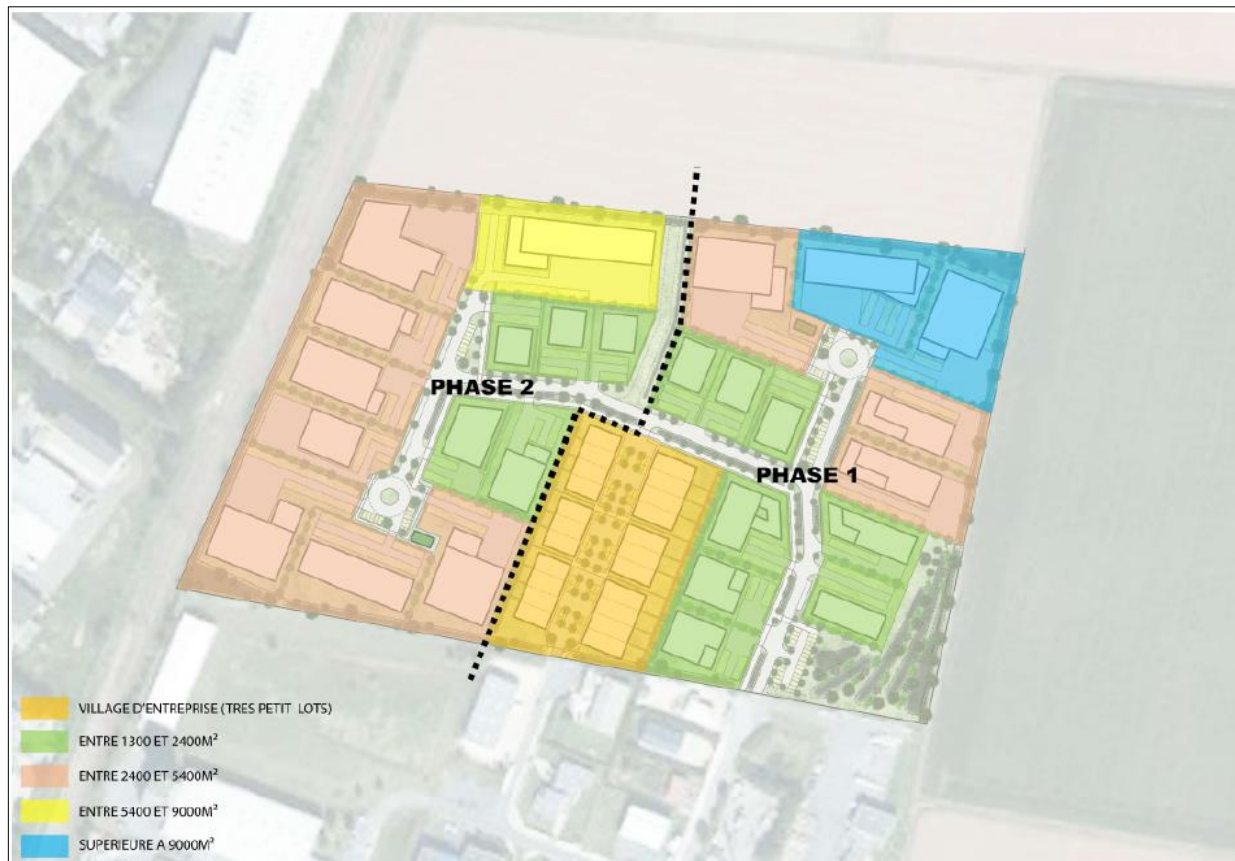 PHASE 2
PHASE 1
VILLAGE D'ENTREPRISE (TRES PETIT LOTS)
ENTRE 1300 ET 2400M²
ENTRE 2400 ET 5400M²
ENTRE 5400 ET 9000M²
SUPERIEURE A 9000M²